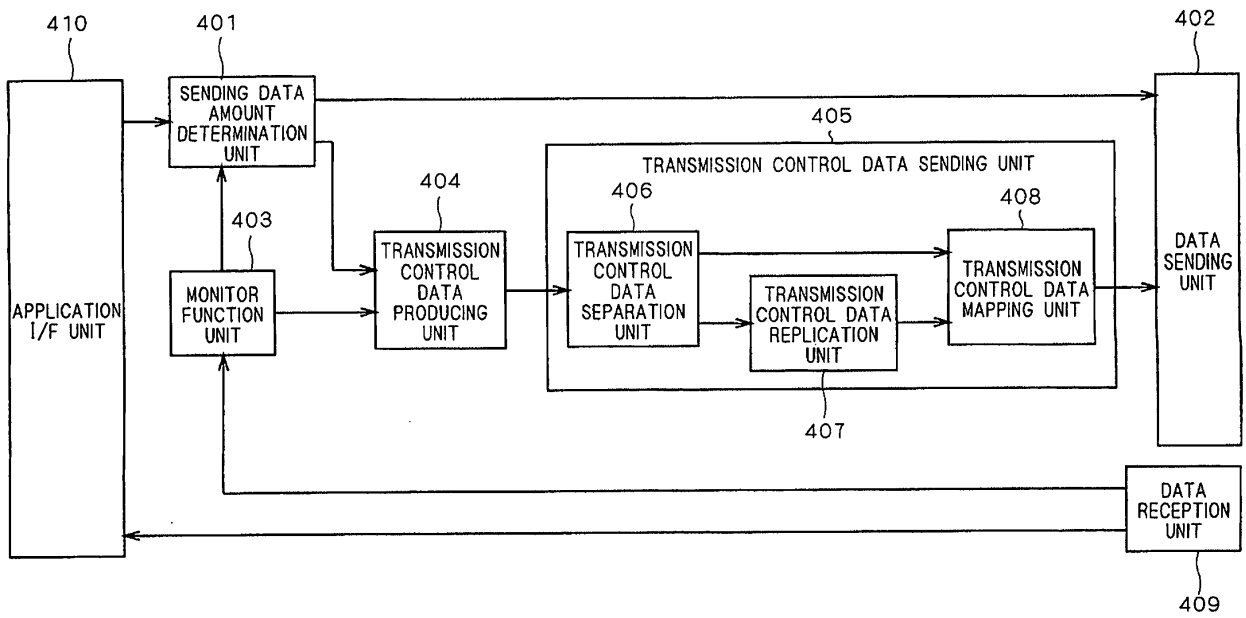 410
401
402
SENDING DATA
AMOUNT
DETERMINATION
UNIT
405
TRANSMISSION CONTROL DATA SENDING UNIT
403
404
406
408
APPLICATION
I/F UNIT
MONITOR
FUNCTION
UNIT
TRANSMISSION
CONTROL
DATA
PRODUCING
UNIT
TRANSMISSION
CONTROL
DATA
SEPARATION
UNIT
TRANSMISSION
CONTROL DATA
REPLICATION
UNIT
TRANSMISSION
CONTROL DATA
MAPPING UNIT
DATA
SENDING
UNIT
407
DATA
RECEPTION
UNIT
409